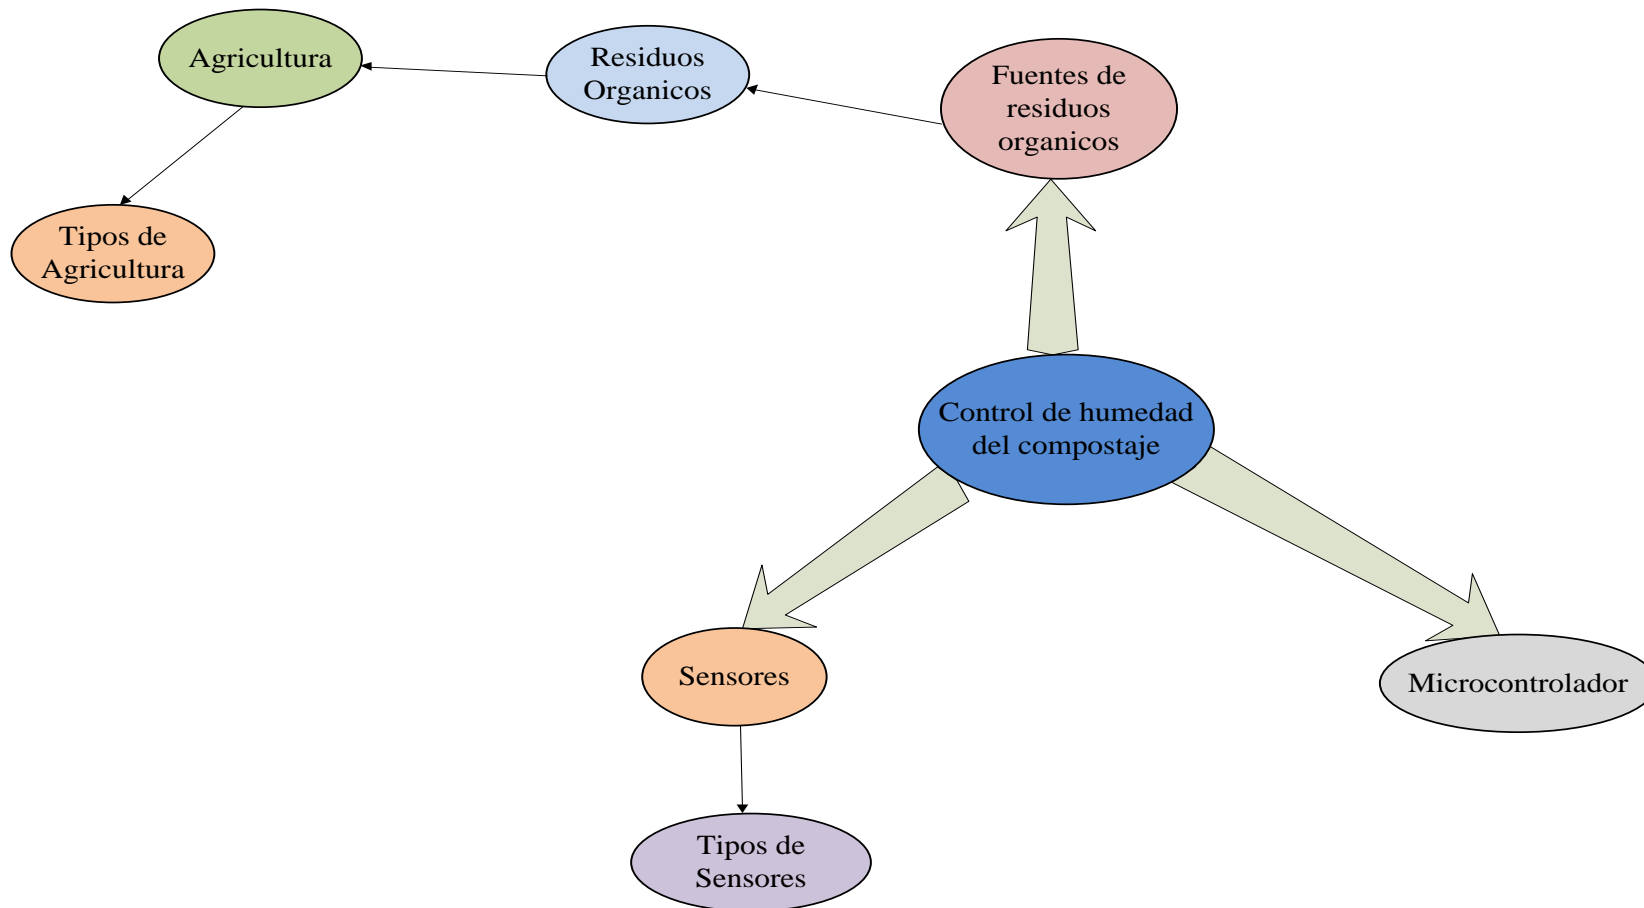 Agricultura
Residuos
Organicos
Fuentes de
residuos
organicos
Tipos de
Agricultura
Control de humedad
del compostaje
Sensores
Microcontrolador
Tipos de
Sensores